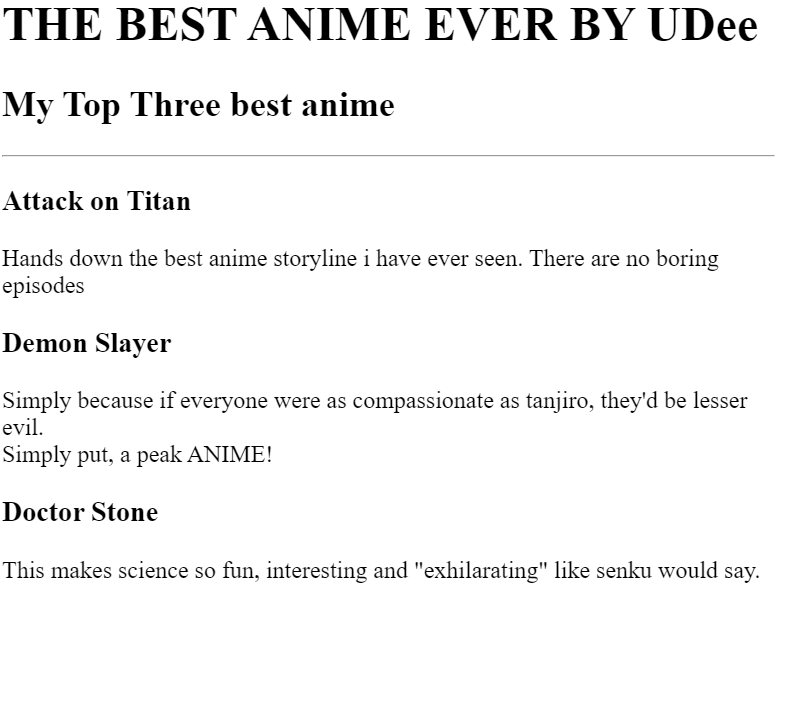 THE BEST ANIME EVER BY UDee
My Top Three best anime
Attack on Titan
Hands down the best anime storyline i have ever seen. There are no boring
episodes
Demon Slayer
Simply because if everyone were as compassionate as tanjiro, they'd be lesser
evil.
Simply put, a peak ANIME!
Doctor Stone
This makes science so fun, interesting and "exhilarating" like senku would say.